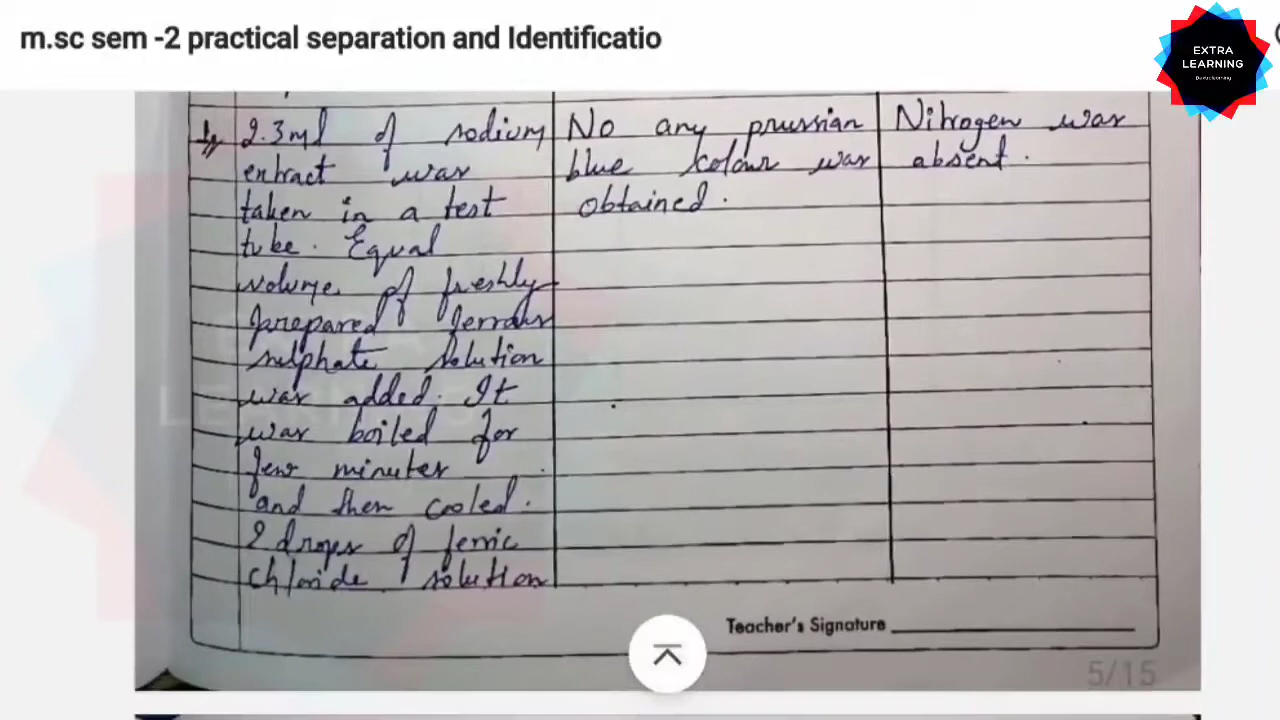 m.sc sem -2 practical separation and Identificatio
EXTRA
LEARNING
2.3ml of sodium
extract was
taken in a test
tube. Equal
volume of freshly
prepared ferrous
sulphate solution
was added. It
was boiled for
few minutes
and then cooled.
2 drops of ferric
chloride solution
No any prussian
blue colour was
obtained.
Nitrogen was
absent.
Teacher's Signature
5/15